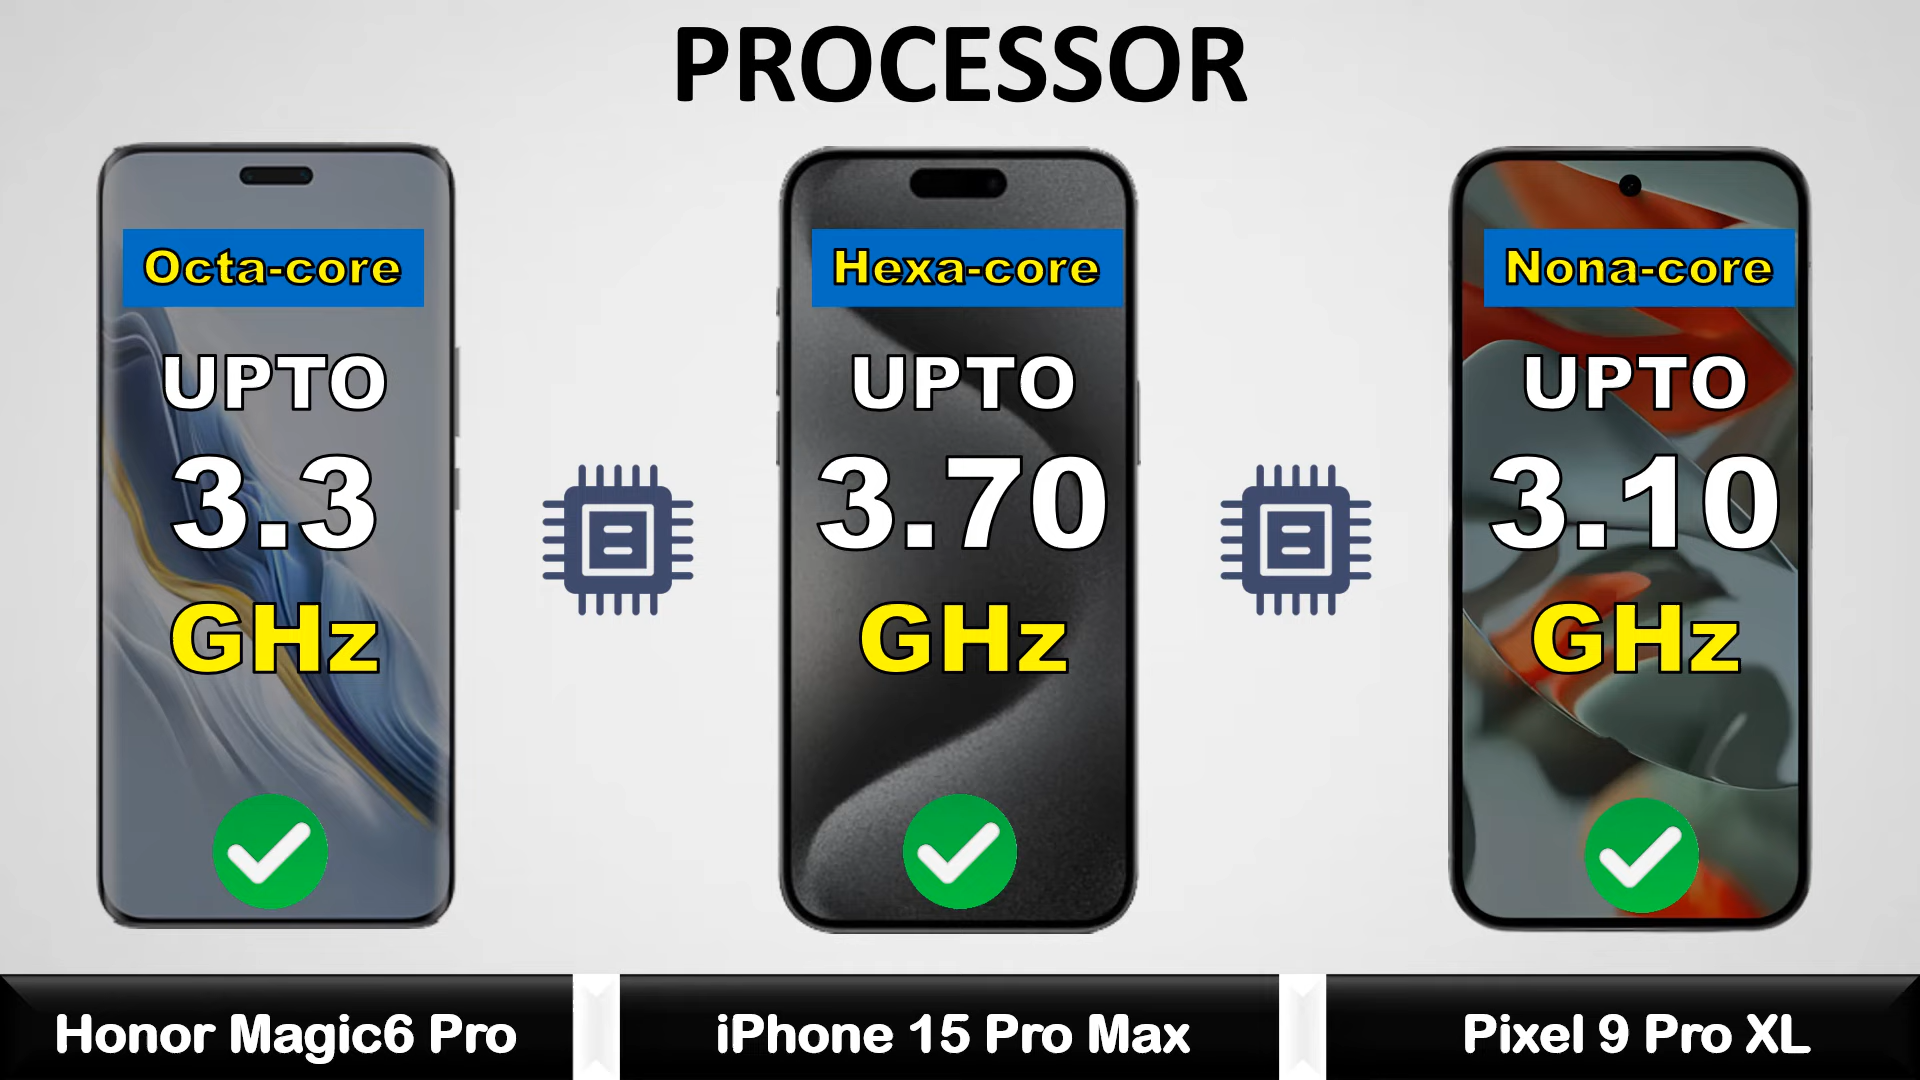 PROCESSOR
Octa-core
UPTO
3.3
GHz
Hexa-core
UPTO
3.70
GHz
Nona-core
UPTO
3.10
GHz
Honor Magic6 Pro
iPhone 15 Pro Max
Pixel 9 Pro XL